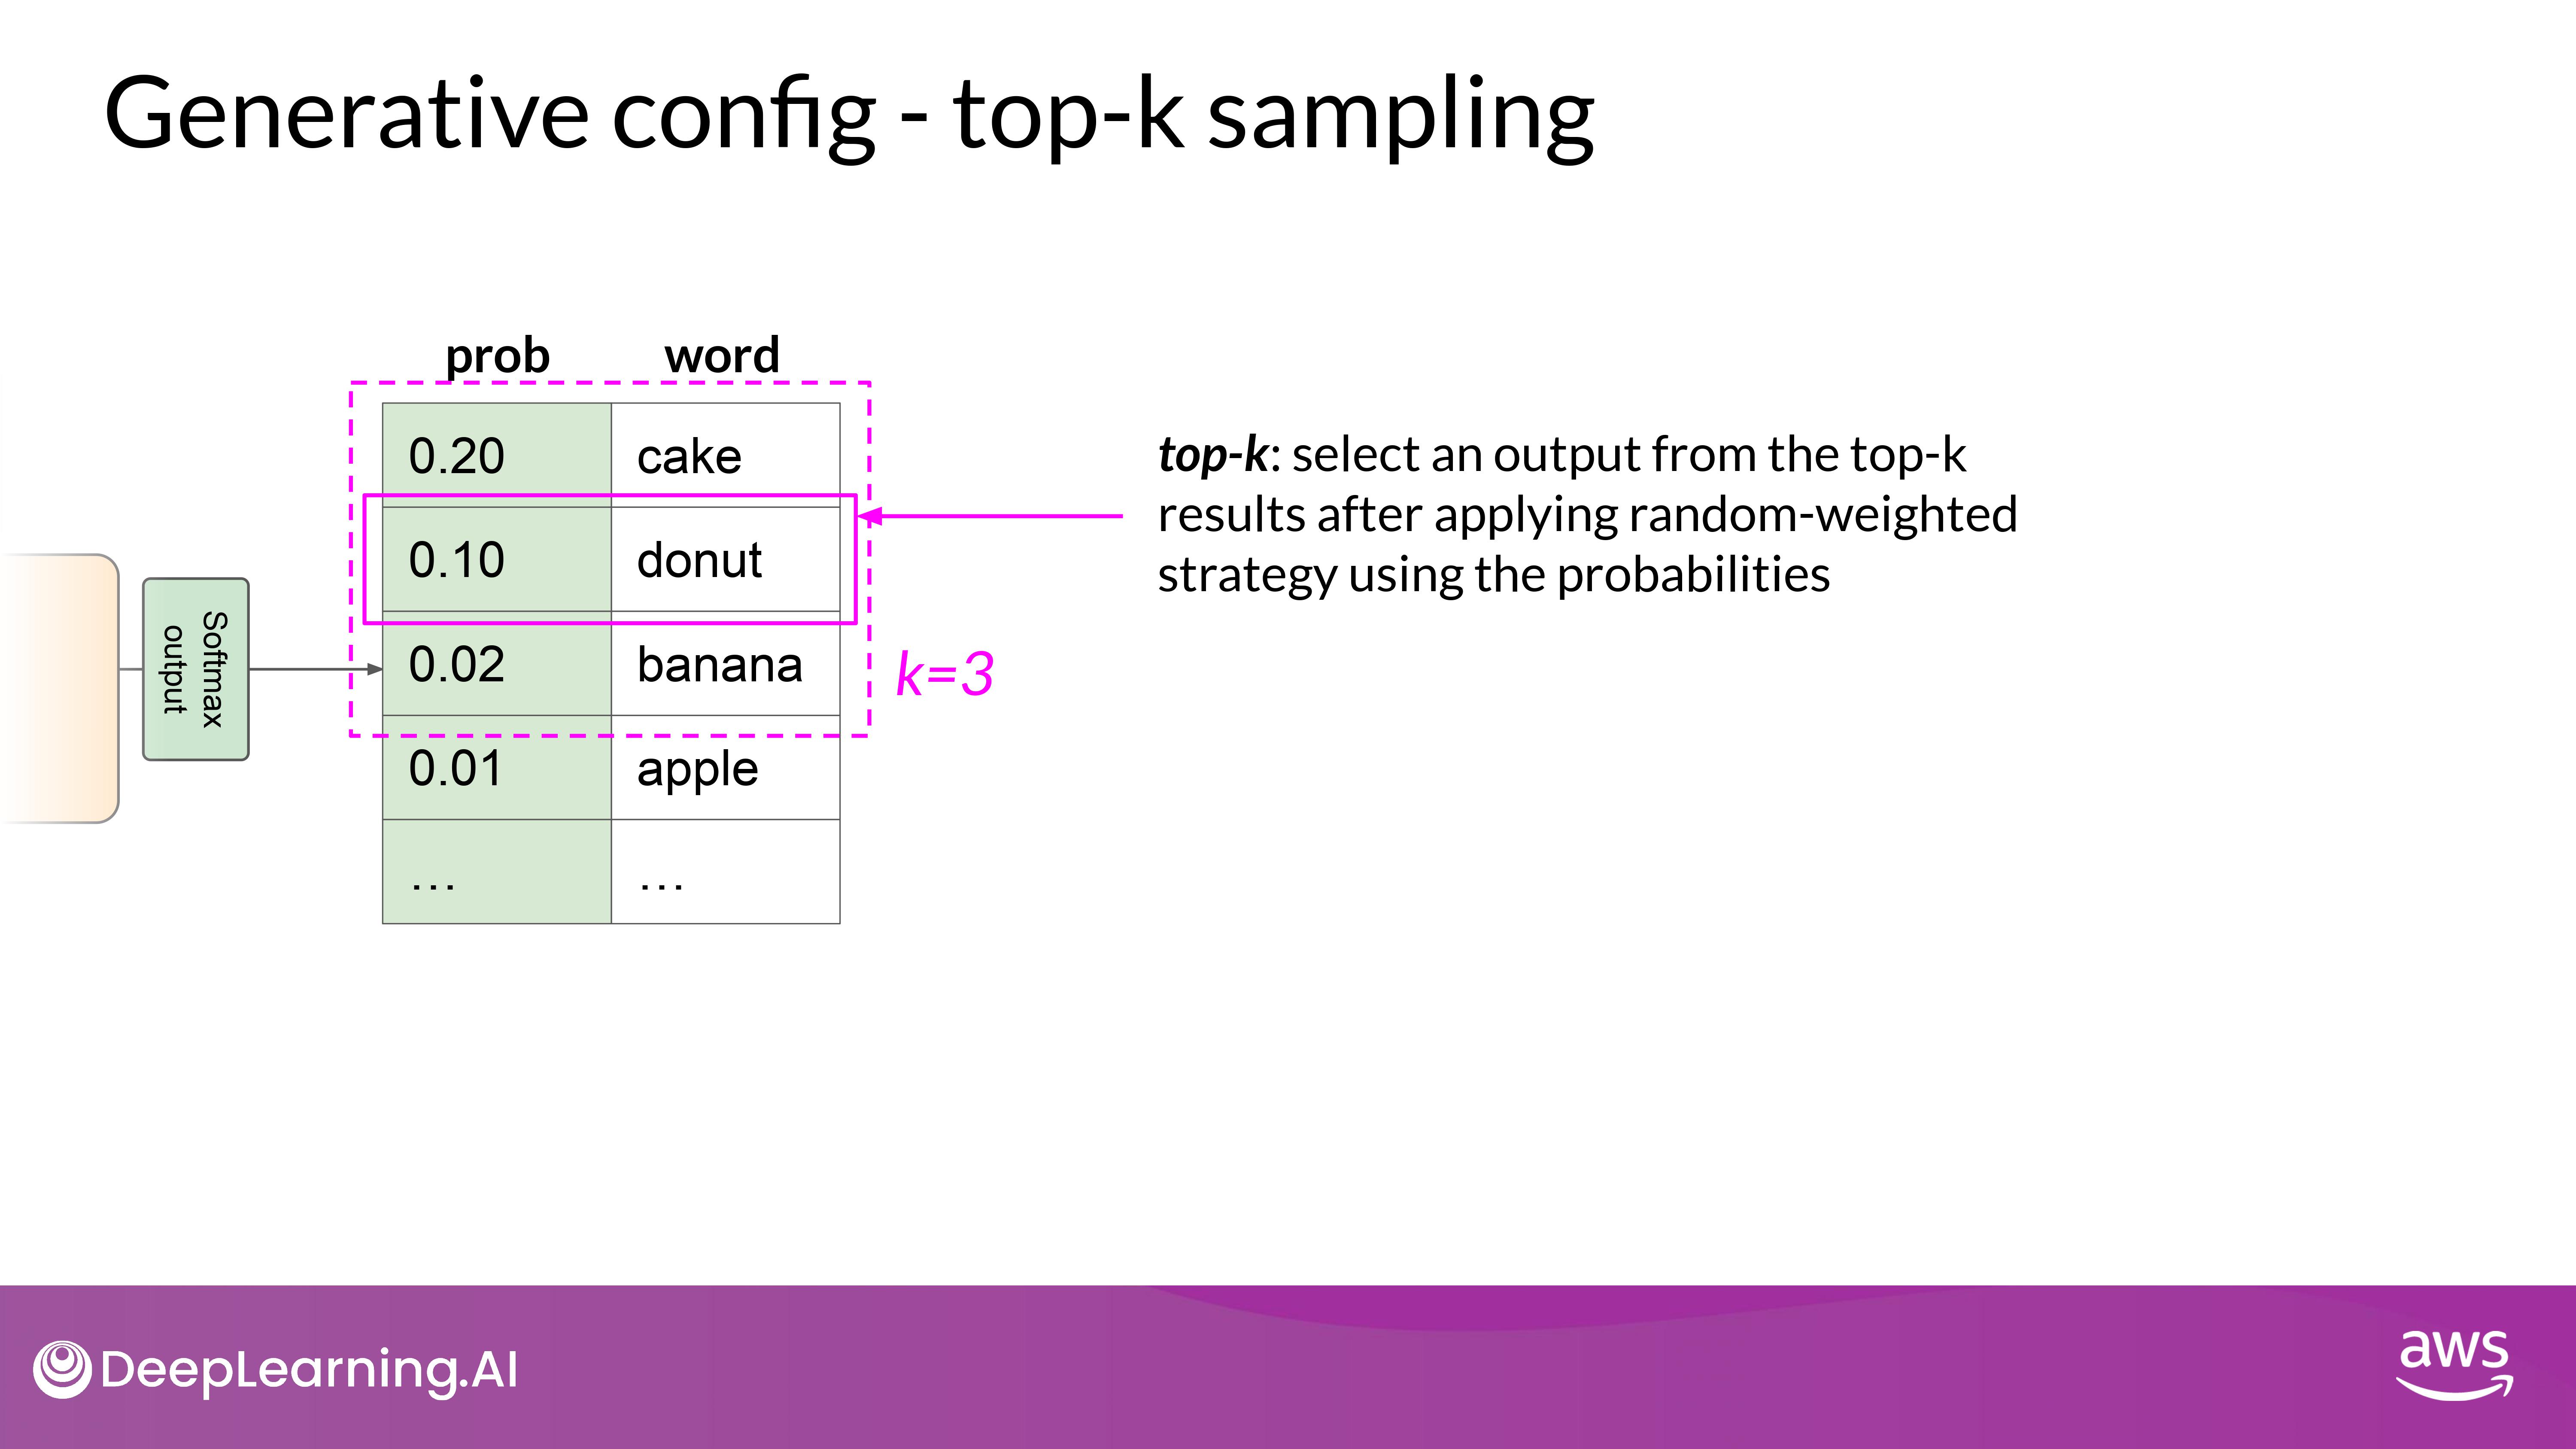 Generative config - top-k sampling
prob word
0.20 cake
0.10 donut
0.02 banana
0.01 apple
… …
Softmax
output
k=3
top-k: select an output from the top-k
results after applying random-weighted
strategy using the probabilities
DeepLearning.AI
aws